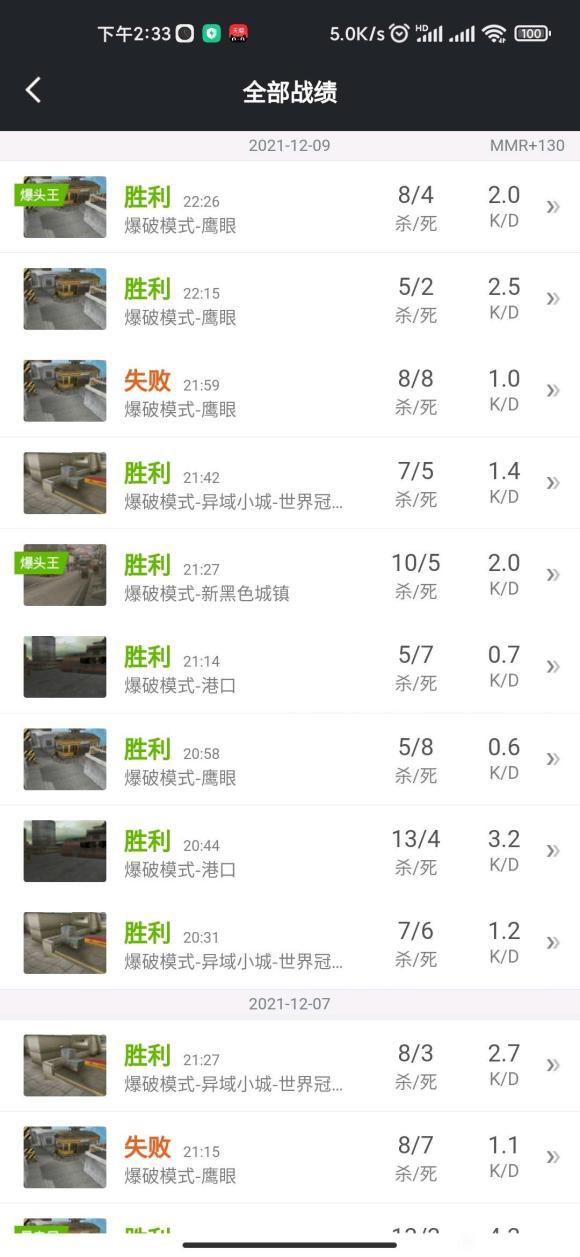 下午2:33 5.0K/s HD 100
全部战绩
2021-12-09 MMR+130
爆头王 胜利 22:26 8/4 2.0
爆破模式-鹰眼 杀/死 K/D
胜利 22:15 5/2 2.5
爆破模式-鹰眼 杀/死 K/D
失败 21:59 8/8 1.0
爆破模式-鹰眼 杀/死 K/D
胜利 21:42 7/5 1.4
爆破模式-异域小城-世界冠... 杀/死 K/D
爆头王 胜利 21:27 10/5 2.0
爆破模式-新黑色城镇 杀/死 K/D
胜利 21:14 5/7 0.7
爆破模式-港口 杀/死 K/D
胜利 20:58 5/8 0.6
爆破模式-鹰眼 杀/死 K/D
胜利 20:44 13/4 3.2
爆破模式-港口 杀/死 K/D
胜利 20:31 7/6 1.2
爆破模式-异域小城-世界冠... 杀/死 K/D
2021-12-07
胜利 21:27 8/3 2.7
爆破模式-异域小城-世界冠... 杀/死 K/D
失败 21:15 8/7 1.1
爆破模式-鹰眼 杀/死 K/D
胜利